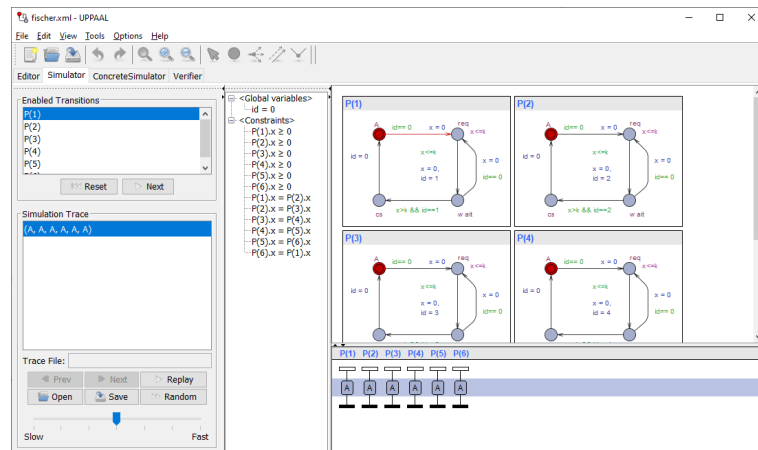 fischer.xml - UPPAAL
File Edit View Tools Options Help
Editor Simulator ConcreteSimulator Verifier
Enabled Transitions
P(1)
P(2)
P(3)
P(4)
P(5)
Reset Next
Simulation Trace
(A, A, A, A, A, A)
Trace File:
Prev Next Replay
Open Save Random
Slow Fast
<Global variables>
id = 0
<Constraints>
P(1).x ≥ 0
P(2).x ≥ 0
P(3).x ≥ 0
P(4).x ≥ 0
P(5).x ≥ 0
P(6).x ≥ 0
P(1).x = P(2).x
P(2).x = P(3).x
P(3).x = P(4).x
P(4).x = P(5).x
P(5).x = P(6).x
P(6).x = P(1).x
P(1)
A id== 0 x = 0 req
x<=k
x<=k
id = 0 x = 0, x = 0
id = 1 id== 0
cs x>k && id==1 w ait
P(2)
A id== 0 x = 0 req
x<=k
x<=k
id = 0 x = 0, x = 0
id = 2 id== 0
cs x>k && id==2 w ait
P(3)
A id== 0 x = 0 req
x<=k
x<=k
id = 0 x = 0, x = 0
id = 3 id== 0
P(4)
A id== 0 x = 0 req
x<=k
x<=k
id = 0 x = 0, x = 0
id = 4 id== 0
P(1) P(2) P(3) P(4) P(5) P(6)
A A A A A A